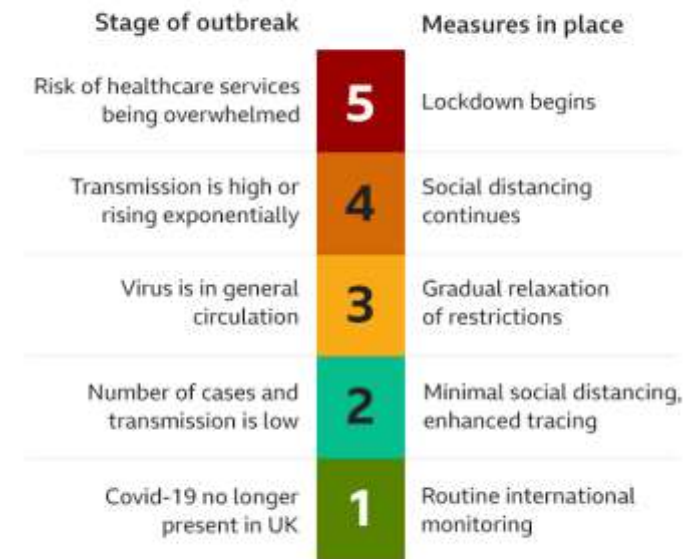 Stage of outbreak
Measures in place
Risk of healthcare services
being overwhelmed
5
Lockdown begins
Transmission is high or
rising exponentially
4
Social distancing
continues
Virus is in general
circulation
3
Gradual relaxation
of restrictions
Number of cases and
transmission is low
2
Minimal social distancing,
enhanced tracing
Covid-19 no longer
present in UK
1
Routine international
monitoring